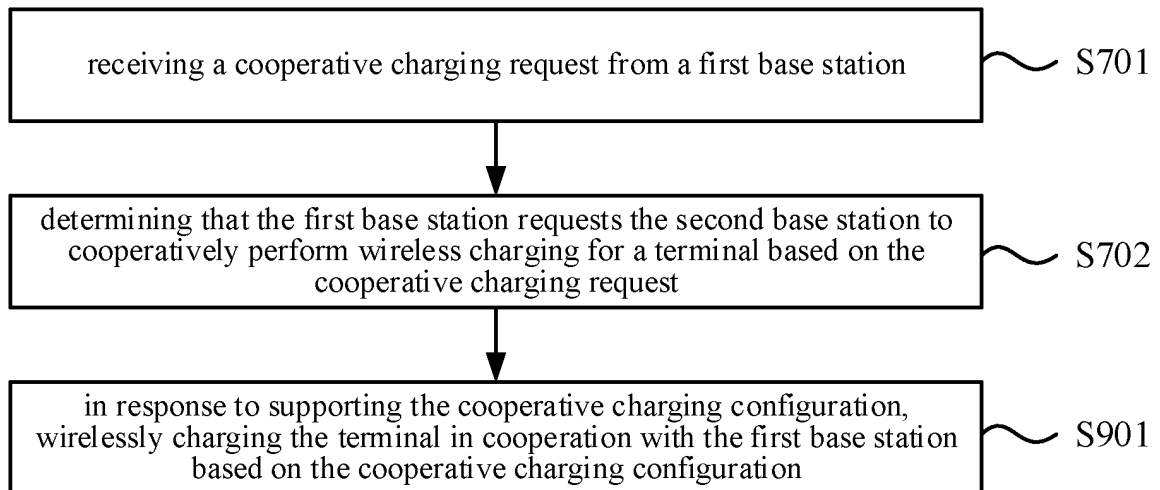 receiving a cooperative charging request from a first base station
S701
determining that the first base station requests the second base station to
cooperatively perform wireless charging for a terminal based on the
cooperative charging request
S702
in response to supporting the cooperative charging configuration,
wirelessly charging the terminal in cooperation with the first base station
based on the cooperative charging configuration
S901